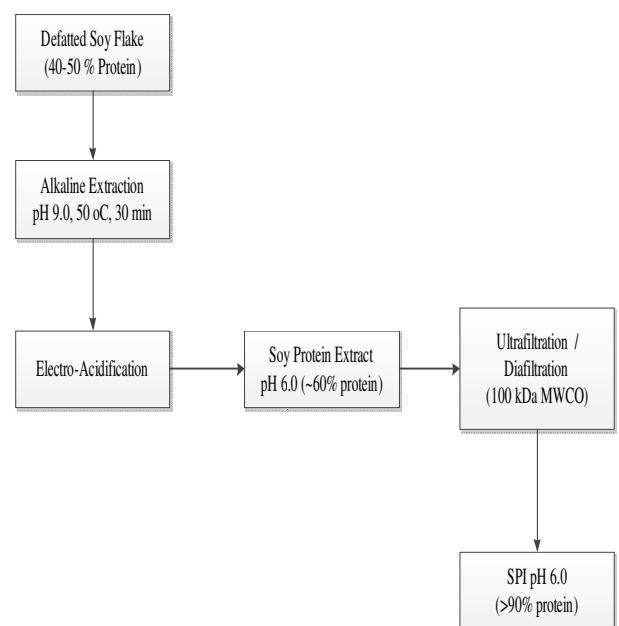 Defatted Soy Flake
(40-50 % Protein)
Alkaline Extraction
pH 9.0, 50 oC, 30 min
Electro-Acidification
Soy Protein Extract
pH 6.0 (~60% protein)
Ultrafiltration /
Diafiltration
(100 kDa MWCO)
SPI pH 6.0
(>90% protein)